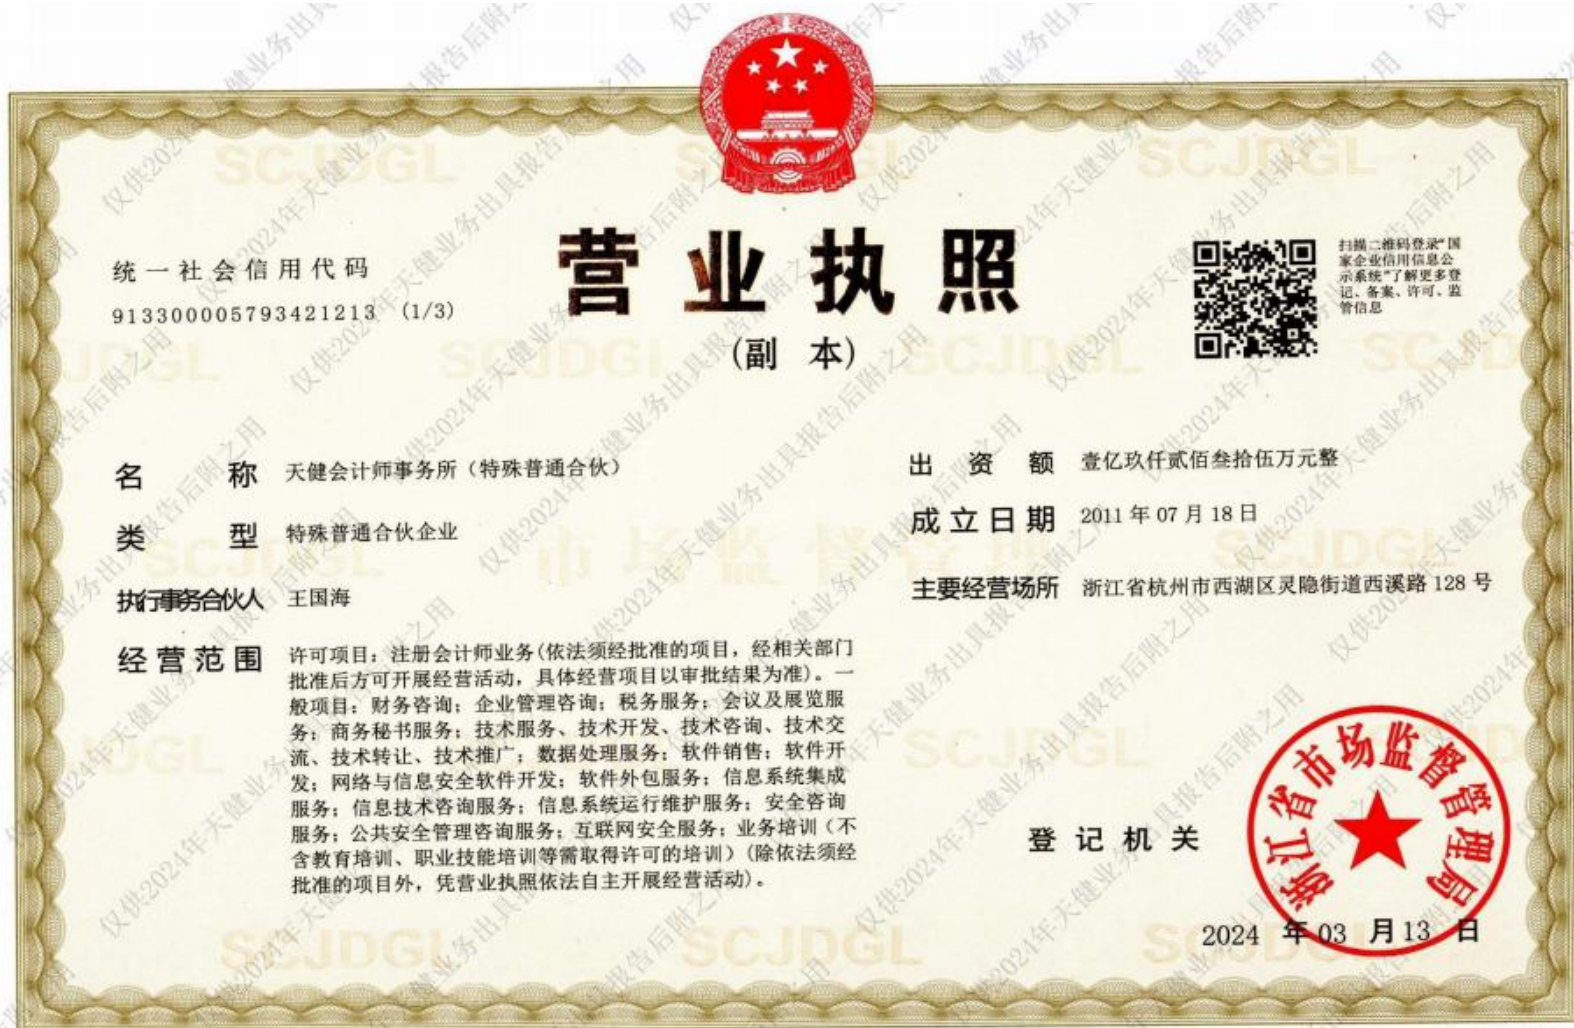 统一社会信用代码
913300005793421213 (1/3)
营业执照
(副 本)
扫描二维码登录“国
家企业信用信息公
示系统”了解更多登
记、备案、许可、监
管信息
名 称 天健会计师事务所（特殊普通合伙）
类 型 特殊普通合伙企业
执行事务合伙人 王国海
经营范围 许可项目：注册会计师业务(依法须经批准的项目，经相关部门
批准后方可开展经营活动，具体经营项目以审批结果为准)。一
般项目：财务咨询；企业管理咨询；税务服务；会议及展览服
务；商务秘书服务；技术服务、技术开发、技术咨询、技术交
流、技术转让、技术推广；数据处理服务；软件销售；软件开
发；网络与信息安全软件开发；软件外包服务；信息系统集成
服务；信息技术咨询服务；信息系统运行维护服务；安全咨询
服务；公共安全管理咨询服务；互联网安全服务；业务培训（不
含教育培训、职业技能培训等需取得许可的培训）(除依法须经
批准的项目外，凭营业执照依法自主开展经营活动)。
出 资 额 壹亿玖仟贰佰叁拾伍万元整
成立日期 2011 年 07 月 18 日
主要经营场所 浙江省杭州市西湖区灵隐街道西溪路 128 号
登记机关
浙江省市场监督管理局
2024 年 03 月 13 日
SCJDGL
市场监督管理
仅供2024年天健业务出具报告后附之用